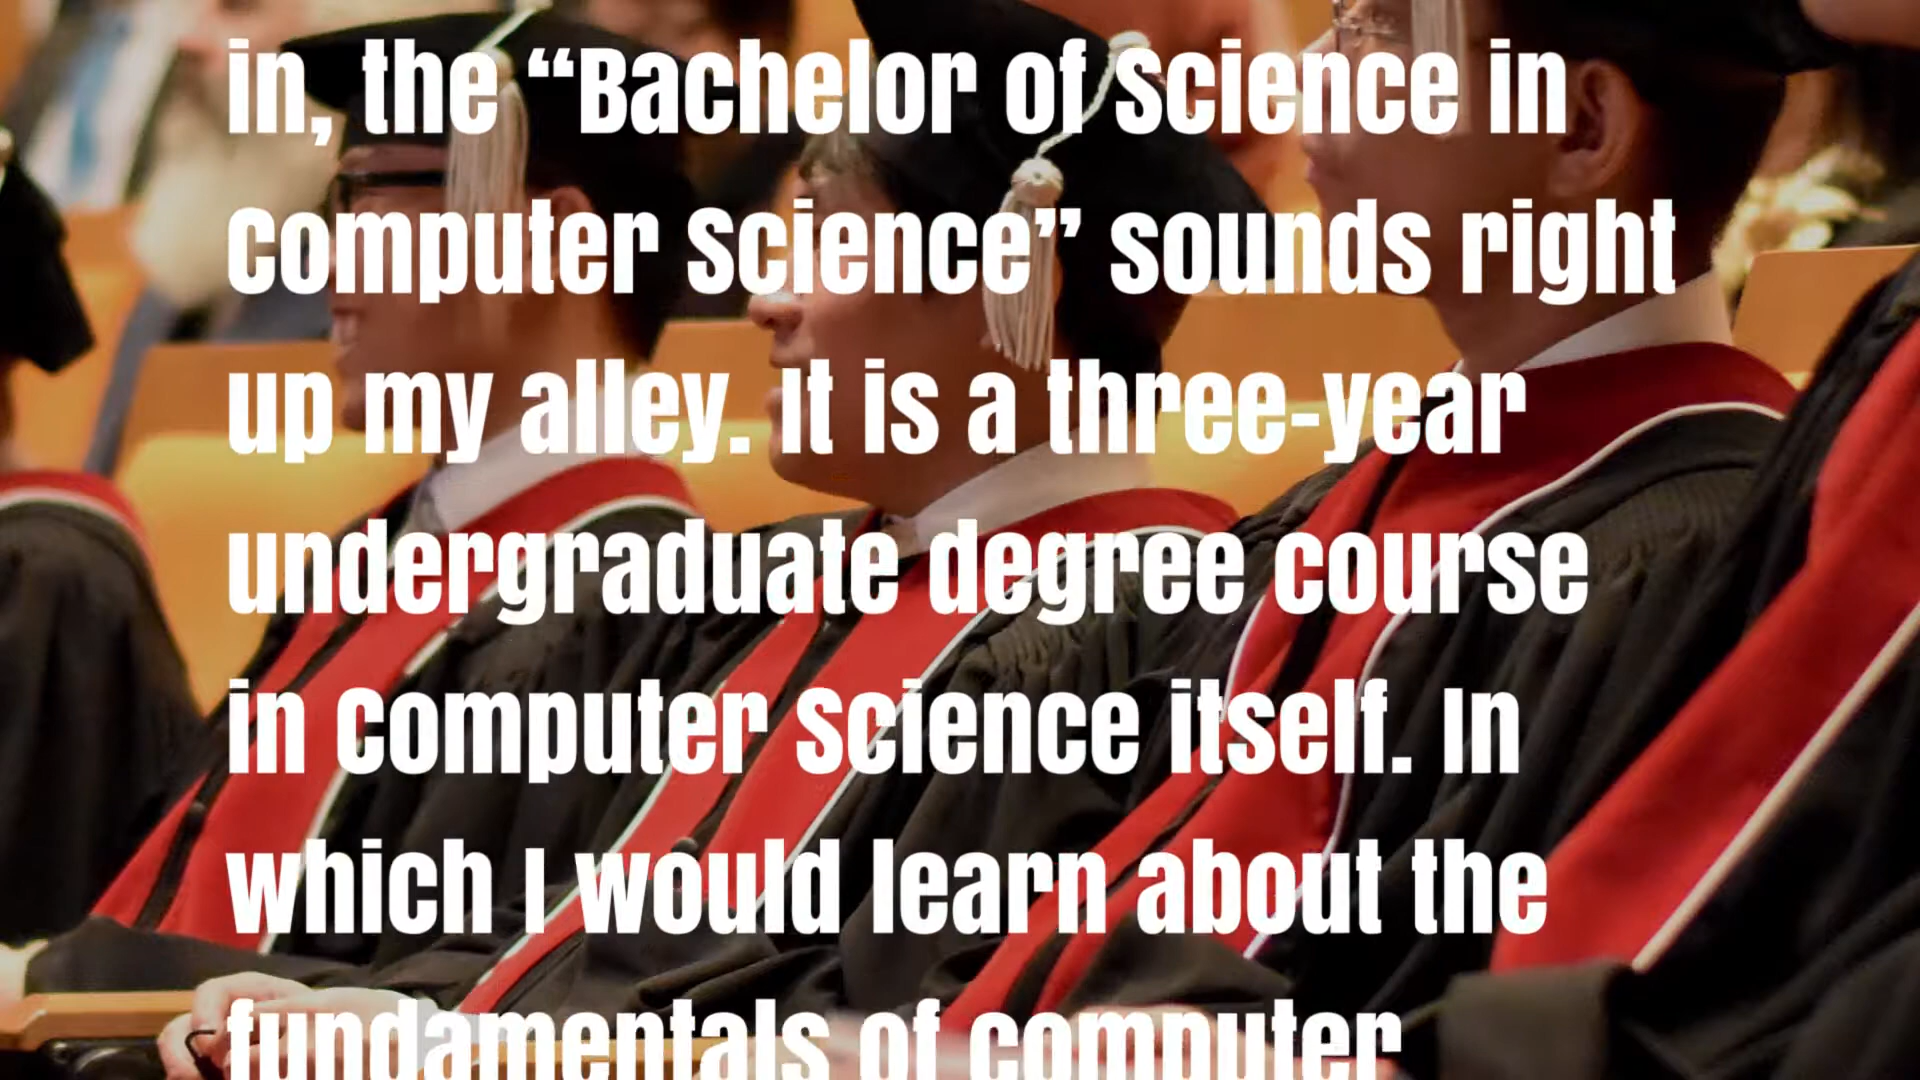 in, the “Bachelor of Science in
Computer Science” sounds right
up my alley. It is a three-year
undergraduate degree course
in Computer Science itself. In
which I would learn about the
fundamentals of computer